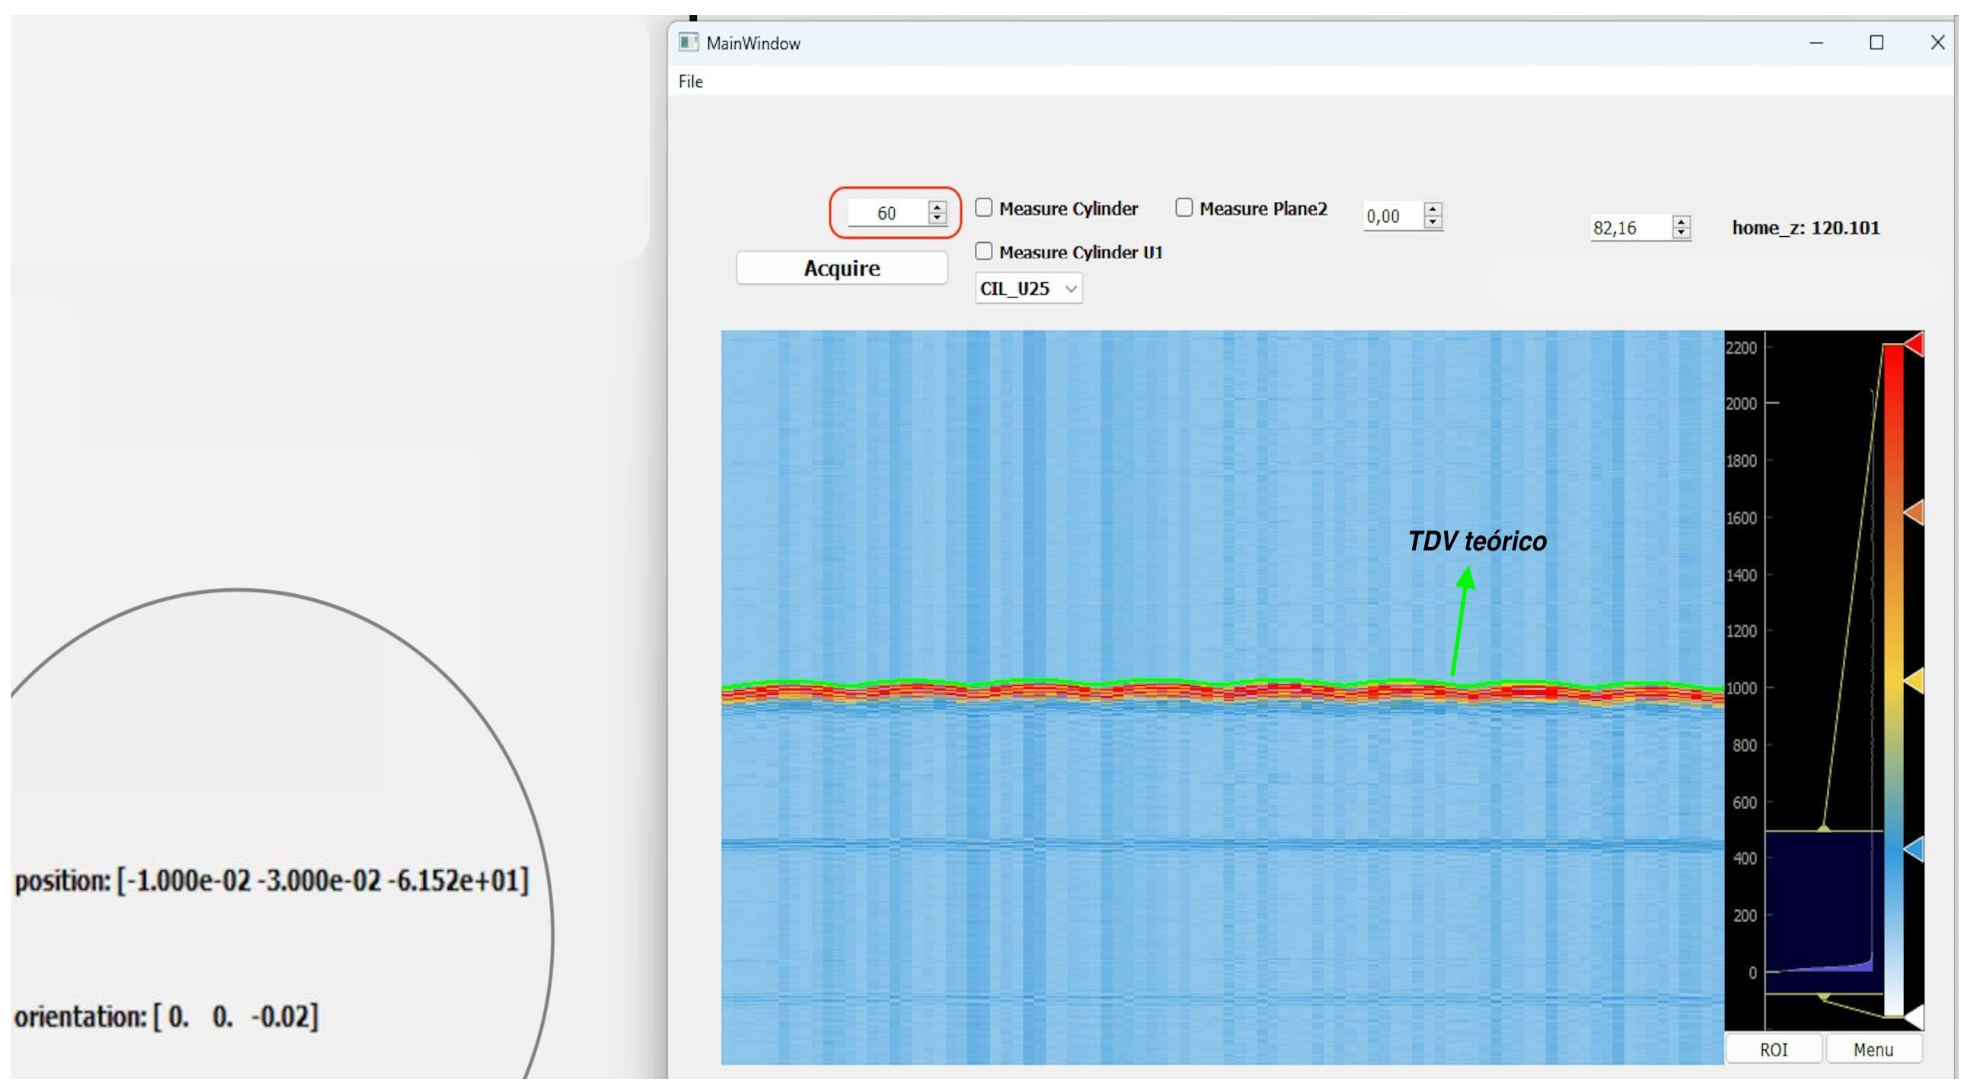 MainWindow
File
60
Measure Cylinder
Measure Plane2
0,00
82,16
home_z: 120.101
Acquire
Measure Cylinder U1
CIL_U25
TDV teórico
2200
2000
1800
1600
1400
1200
1000
800
600
400
200
0
ROI
Menu
position: [-1.000e-02 -3.000e-02 -6.152e+01]
orientation: [ 0. 0. -0.02]